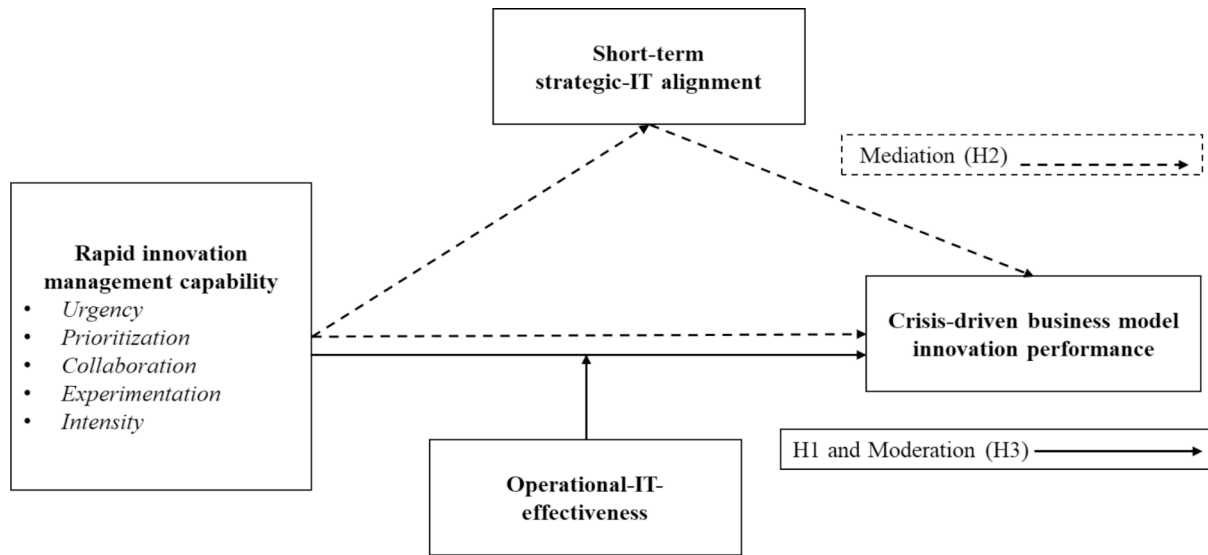 Short-term
strategic-IT alignment
Mediation (H2)
Rapid innovation
management capability
• Urgency
• Prioritization
• Collaboration
• Experimentation
• Intensity
Crisis-driven business model
innovation performance
H1 and Moderation (H3)
Operational-IT-
effectiveness